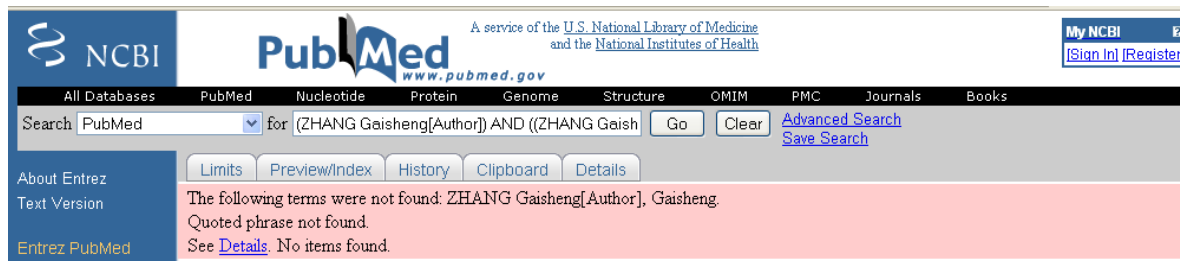 NCBI
PubMed
www.pubmed.gov
A service of the U.S. National Library of Medicine
and the National Institutes of Health
My NCBI
[Sign In] [Register
All Databases PubMed Nucleotide Protein Genome Structure OMIM PMC Journals Books
Search PubMed for (ZHANG Gaisheng[Author]) AND ((ZHANG Gaish Go Clear Advanced Search
Save Search
Limits Preview/Index History Clipboard Details
About Entrez
Text Version
Entrez PubMed
The following terms were not found: ZHANG Gaisheng[Author], Gaisheng.
Quoted phrase not found.
See Details. No items found.